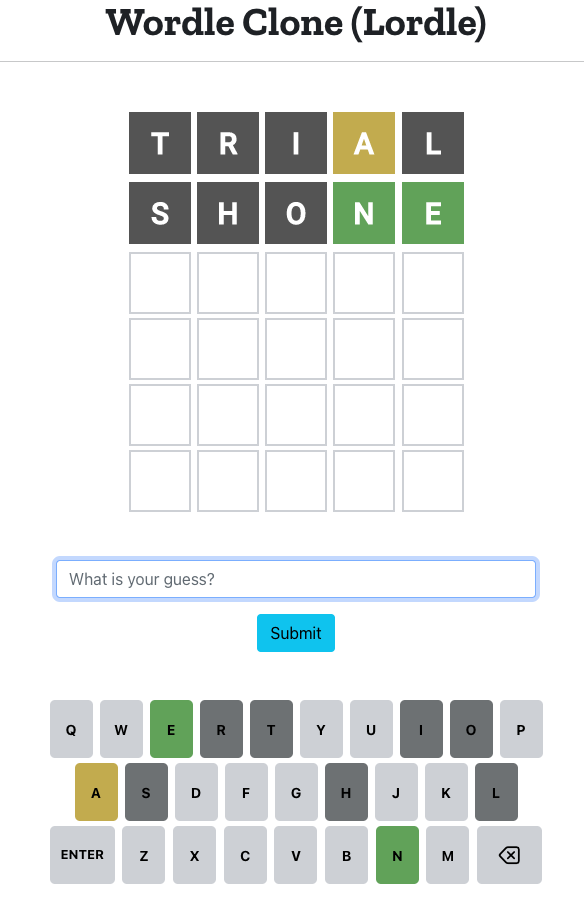 Wordle Clone (Lordle)
T R I A L
S H O N E
What is your guess?
Submit
Q W E R T Y U I O P
A S D F G H J K L
ENTER Z X C V B N M